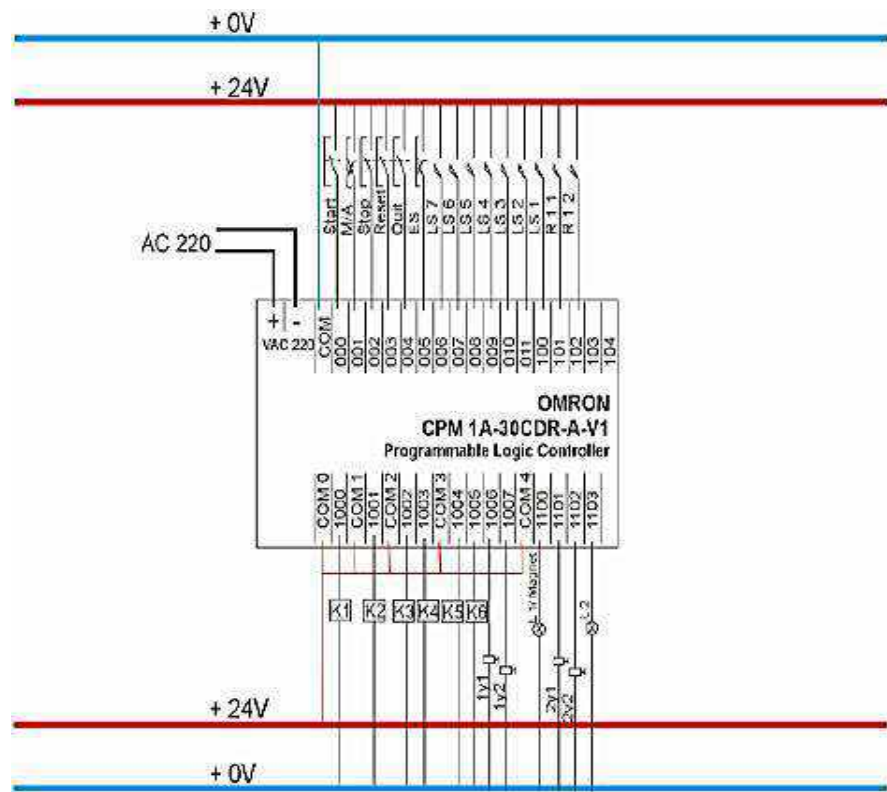 + 0V
+ 24V
Start
M/A
Stop
Reset
Quit
ES
LS 7
LS 6
LS 5
LS 4
LS 3
LS 2
LS 1
R 1 1
R 1 2
AC 220
+ -
VAC 220
COM
000
001
002
003
004
005
006
007
008
009
010
011
100
101
102
103
104
OMRON
CPM 1A-30CDR-A-V1
Programmable Logic Controller
COM 0
1000
COM 1
1001
COM 2
1002
1003
COM 3
1004
1005
1006
1007
COM 4
1100
1101
1102
1103
K1
K2
K3
K4
K5
K6
1y1
1y2
Magnet
2y1
2y2
+ 24V
+ 0V